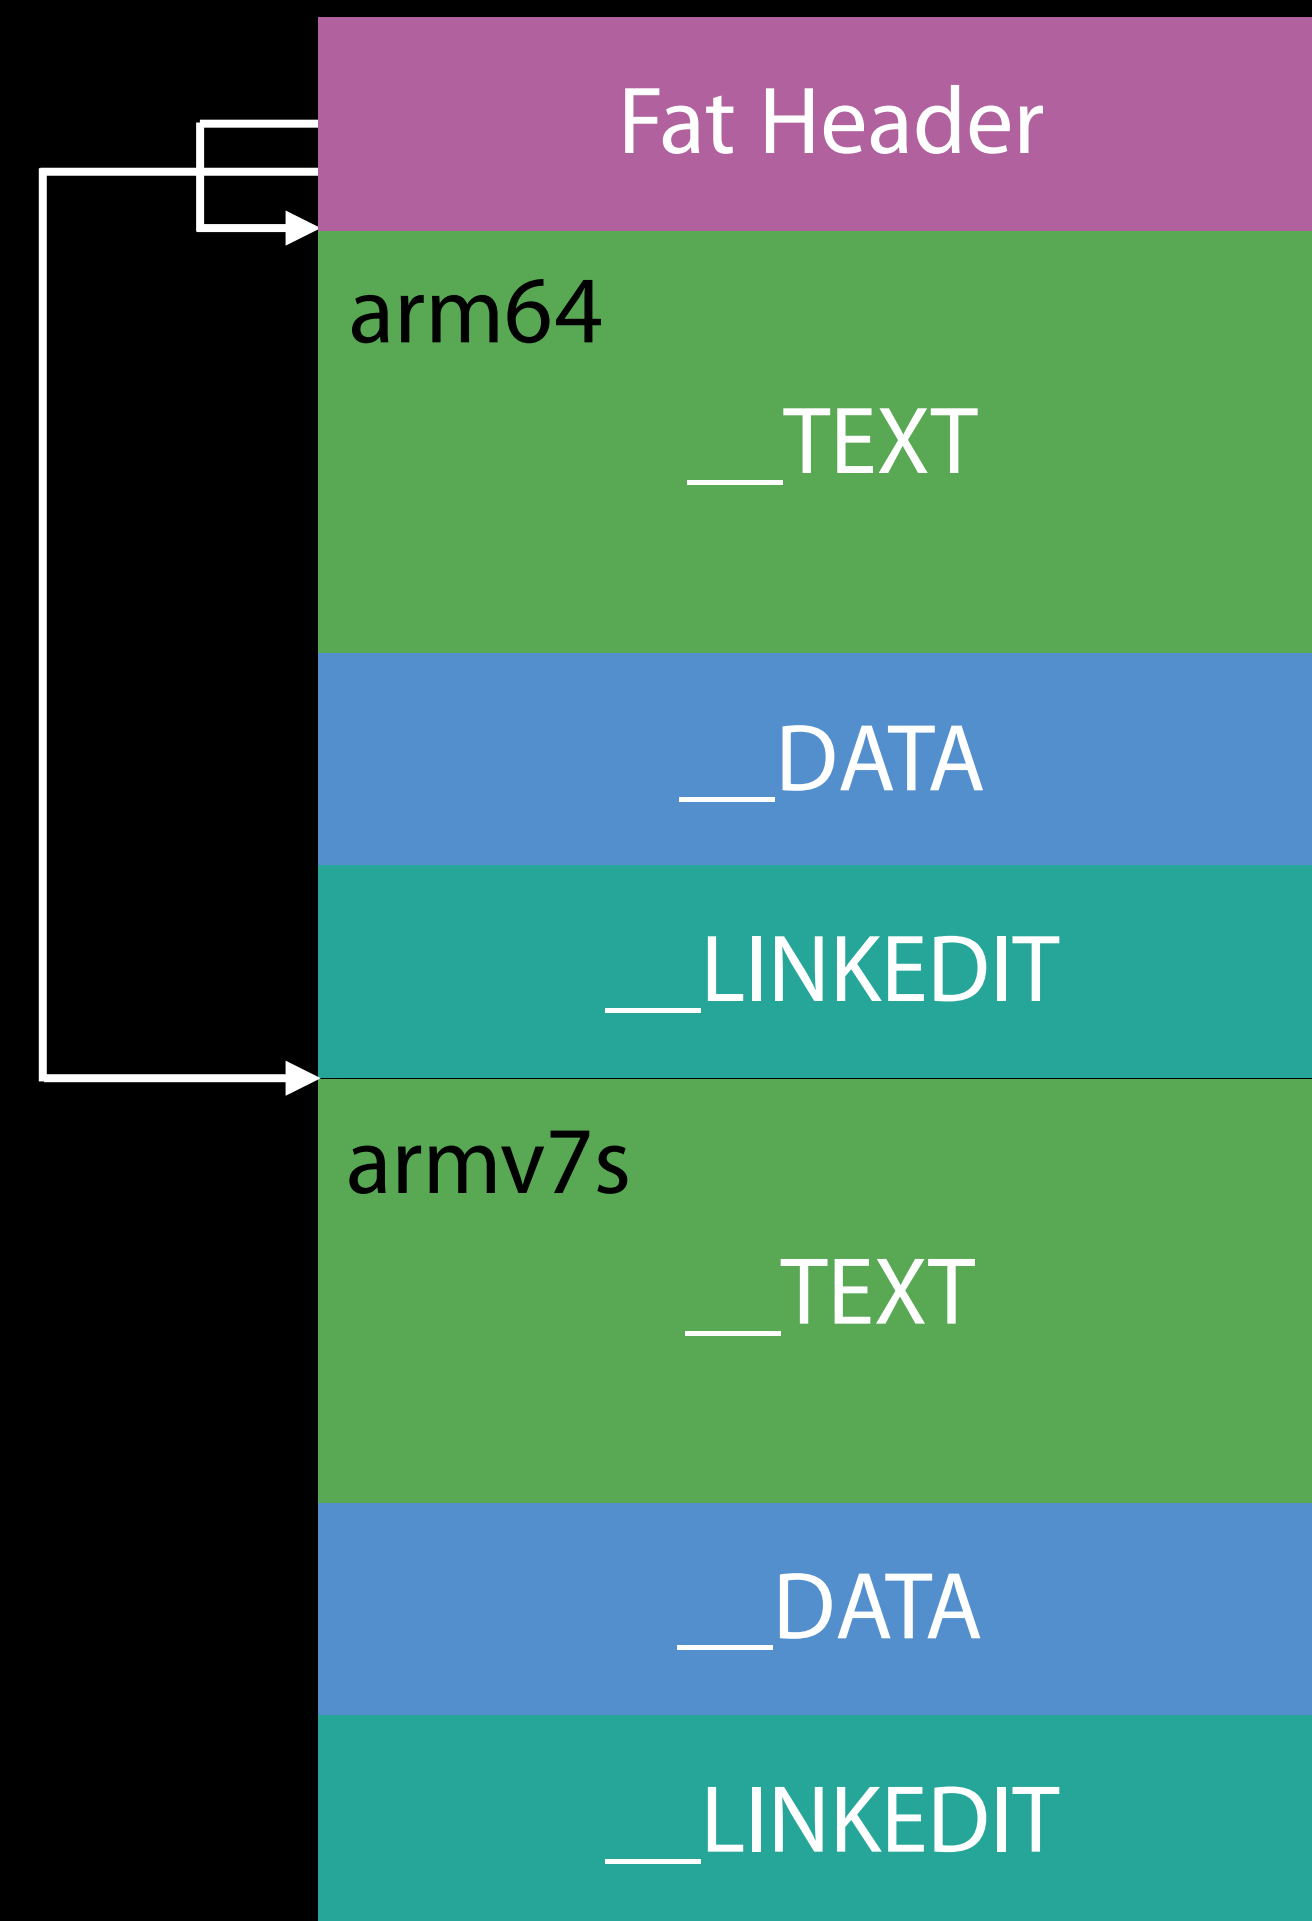 Fat Header
arm64
__TEXT
__DATA
__LINKEDIT
armv7s
__TEXT
__DATA
__LINKEDIT